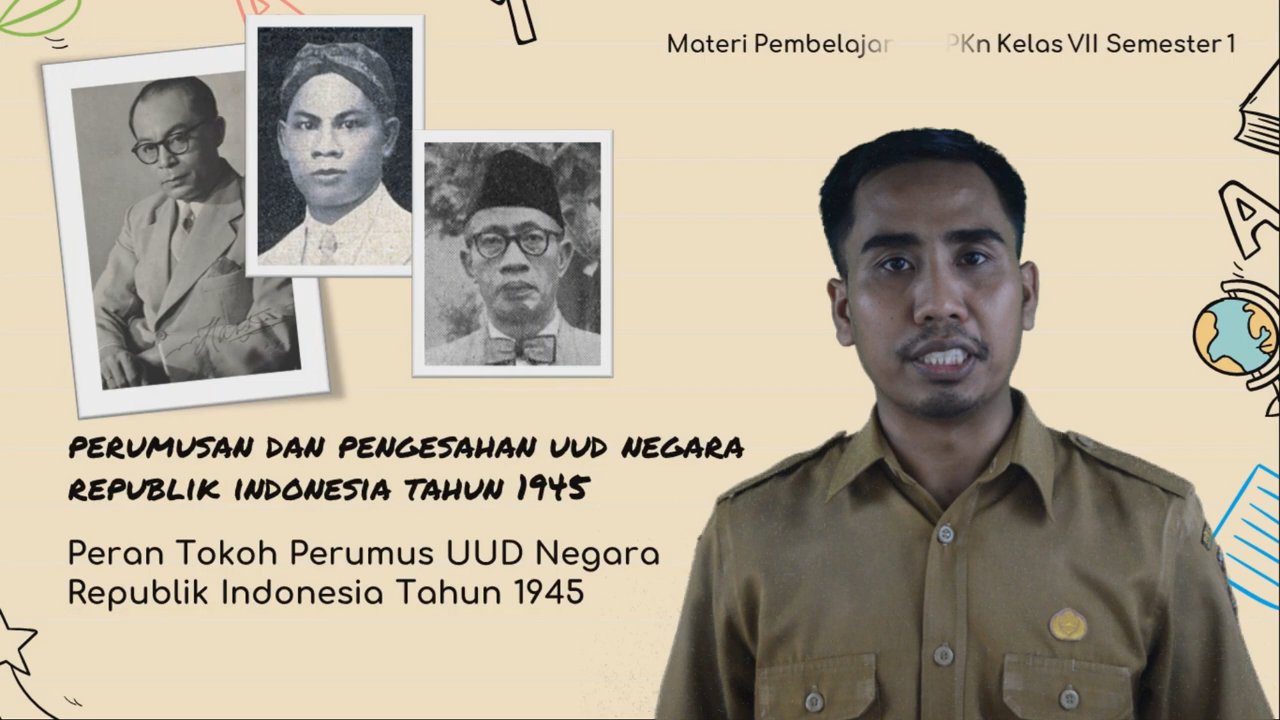 Materi Pembelajar PKn Kelas VII Semester 1
PERUMUSAN DAN PENGESAHAN UUD NEGARA
REPUBLIK INDONESIA TAHUN 1945
Peran Tokoh Perumus UUD Negara
Republik Indonesia Tahun 1945